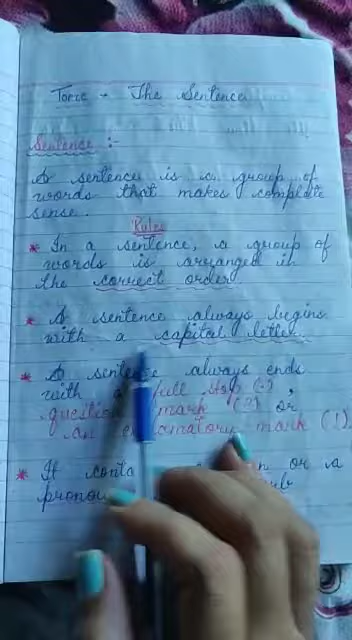 Topic - The Sentence
Sentence :-
A sentence is a group of
words that makes complete
sense.
Rules
* In a sentence, a group of
words is arranged in
the correct order.
* A sentence always begins
with a capital letter.
* A sentence always ends
with a full stop (.),
question mark (?) or
an exclamatory mark (!).
* It or a